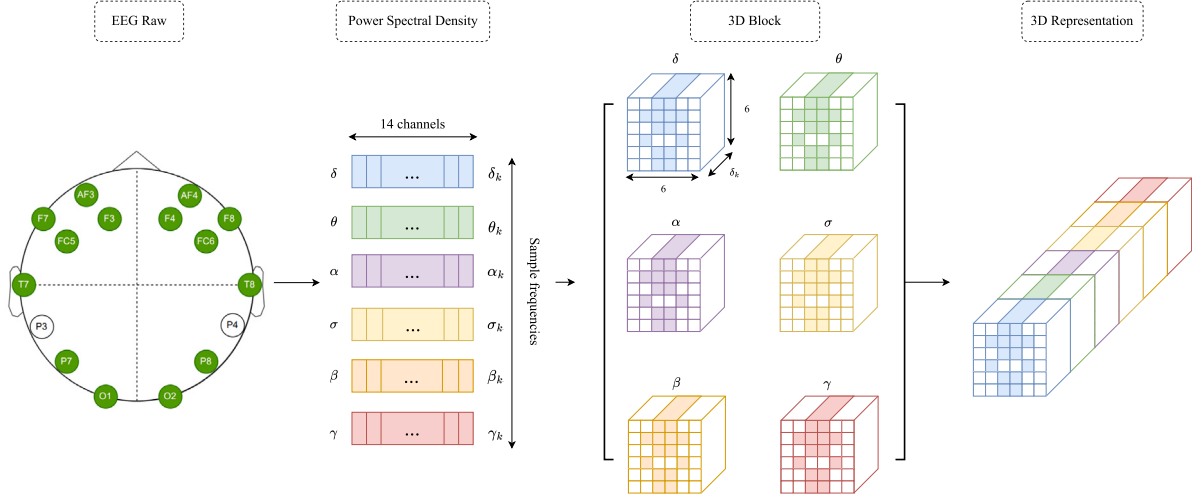 EEG Raw
Power Spectral Density
3D Block
3D Representation
AF3
AF4
F7
F3
F4
F8
FC5
FC6
T7
T8
P3
P4
P7
P8
O1
O2
14 channels
δ
...
δk
θ
...
θk
α
...
αk
σ
...
σk
β
...
βk
γ
...
γk
Sample frequencies
δ
θ
6
6
δk
α
σ
β
γ